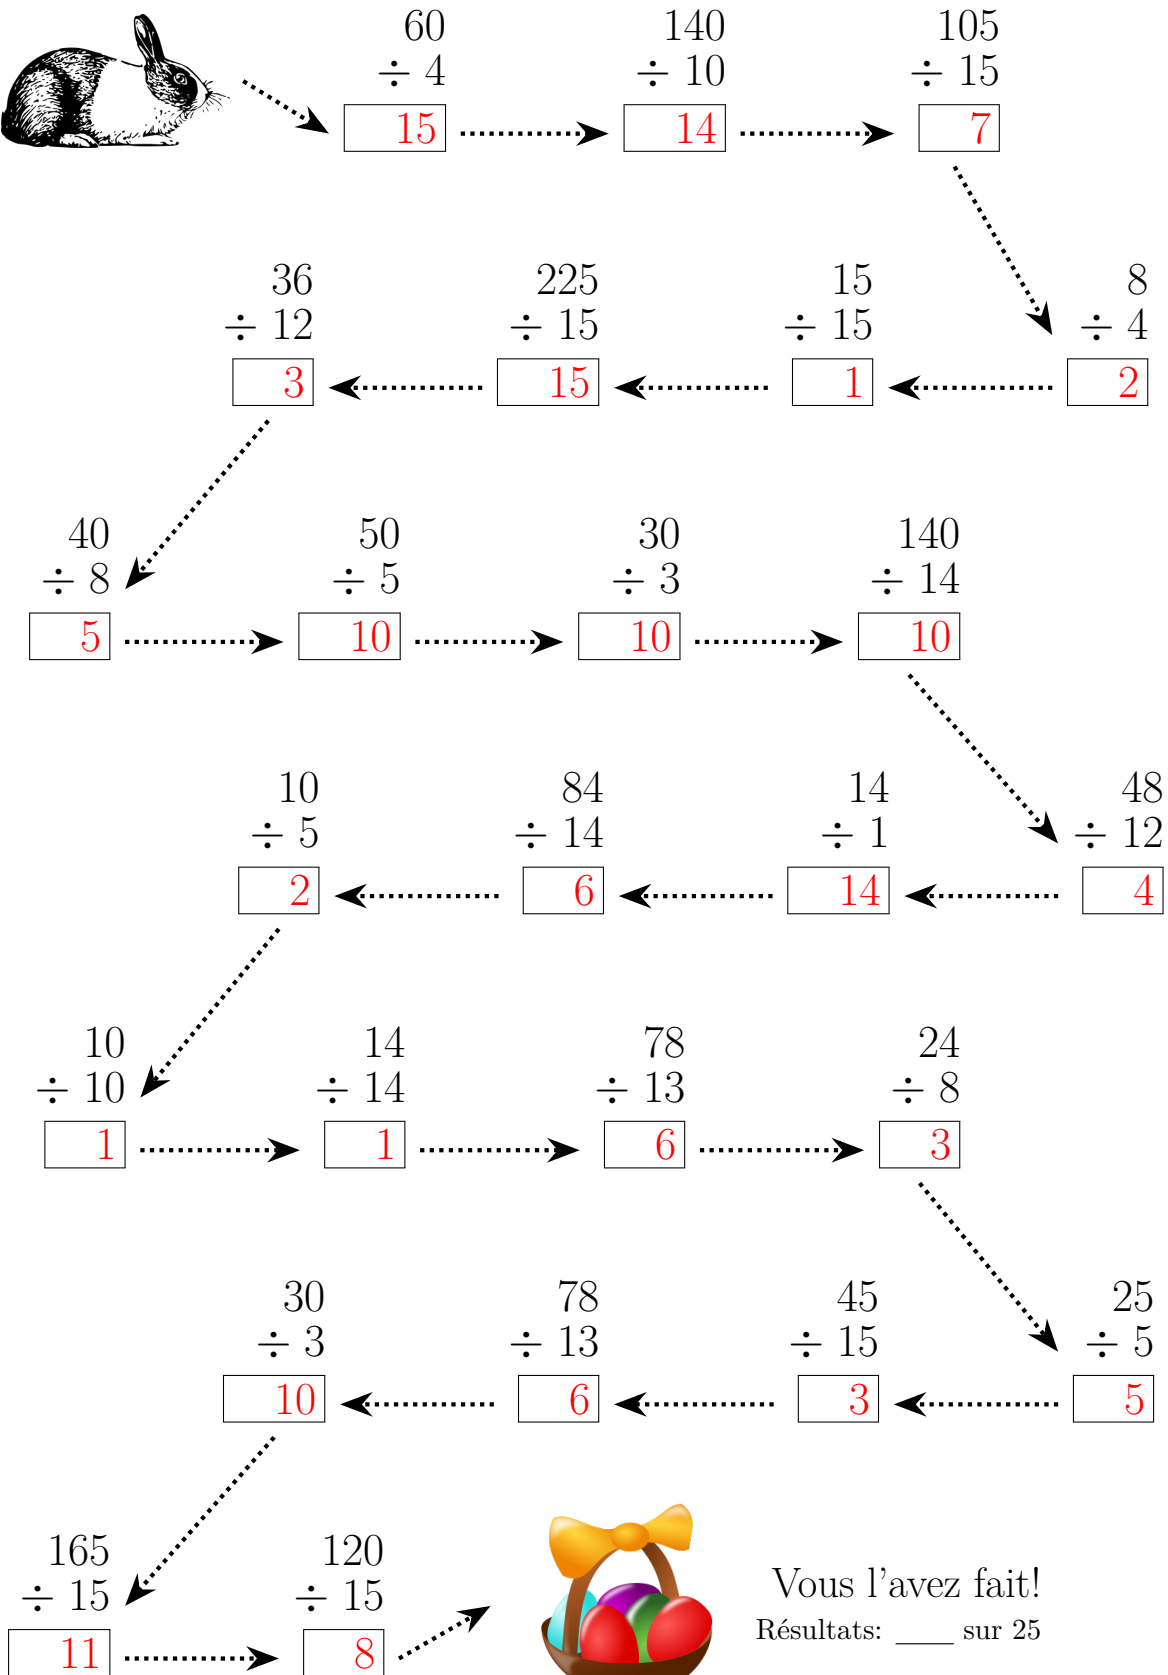 60 140 105
÷ 4 ÷ 10 ÷ 15
15 14 7
36 225 15 8
÷ 12 ÷ 15 ÷ 15 ÷ 4
3 15 1 2
40 50 30 140
÷ 8 ÷ 5 ÷ 3 ÷ 14
5 10 10 10
10 84 14 48
÷ 5 ÷ 14 ÷ 1 ÷ 12
2 6 14 4
10 14 78 24
÷ 10 ÷ 14 ÷ 13 ÷ 8
1 1 6 3
30 78 45 25
÷ 3 ÷ 13 ÷ 15 ÷ 5
10 6 3 5
165 120
÷ 15 ÷ 15
11 8
Vous l'avez fait!
Résultats: ____ sur 25